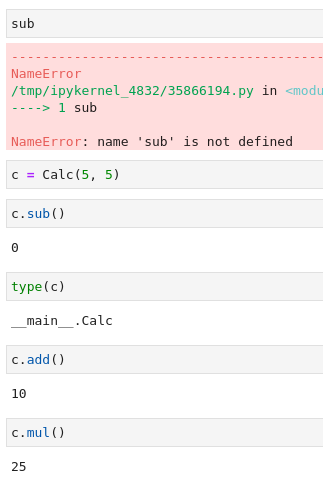 sub
---------------------------------------
NameError
/tmp/ipykernel_4832/35866194.py in <modu
----> 1 sub
NameError: name 'sub' is not defined
c = Calc(5, 5)
c.sub()
0
type(c)
__main__.Calc
c.add()
10
c.mul()
25